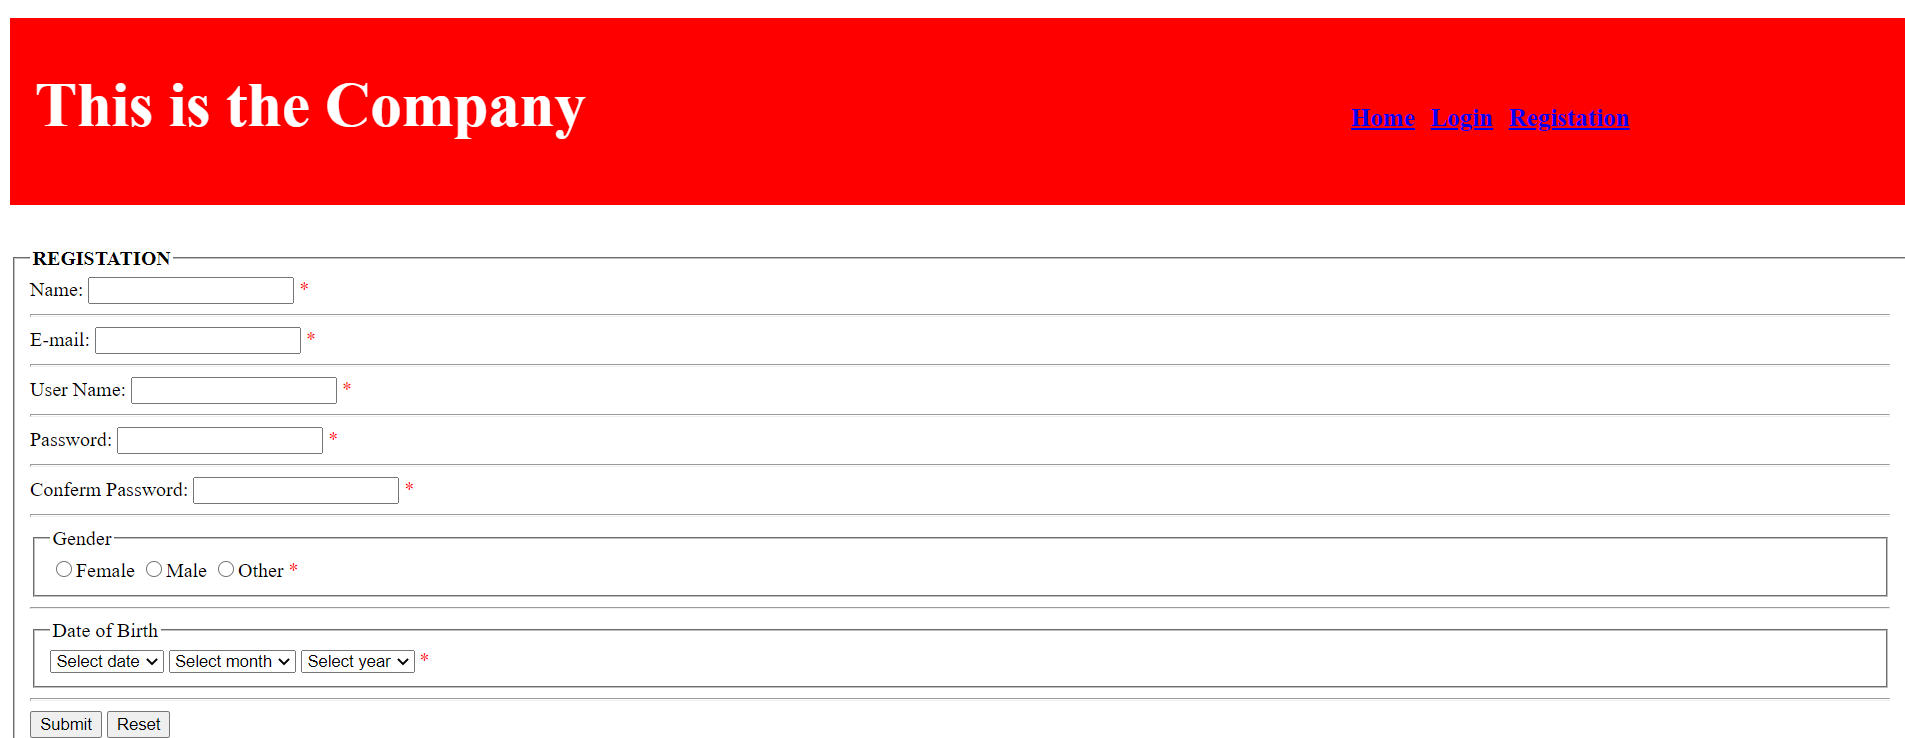 This is the Company
Home Login Registation
REGISTATION
Name: *
E-mail: *
User Name: *
Password: *
Conferm Password: *
Gender
Female Male Other *
Date of Birth
Select date Select month Select year *
Submit Reset